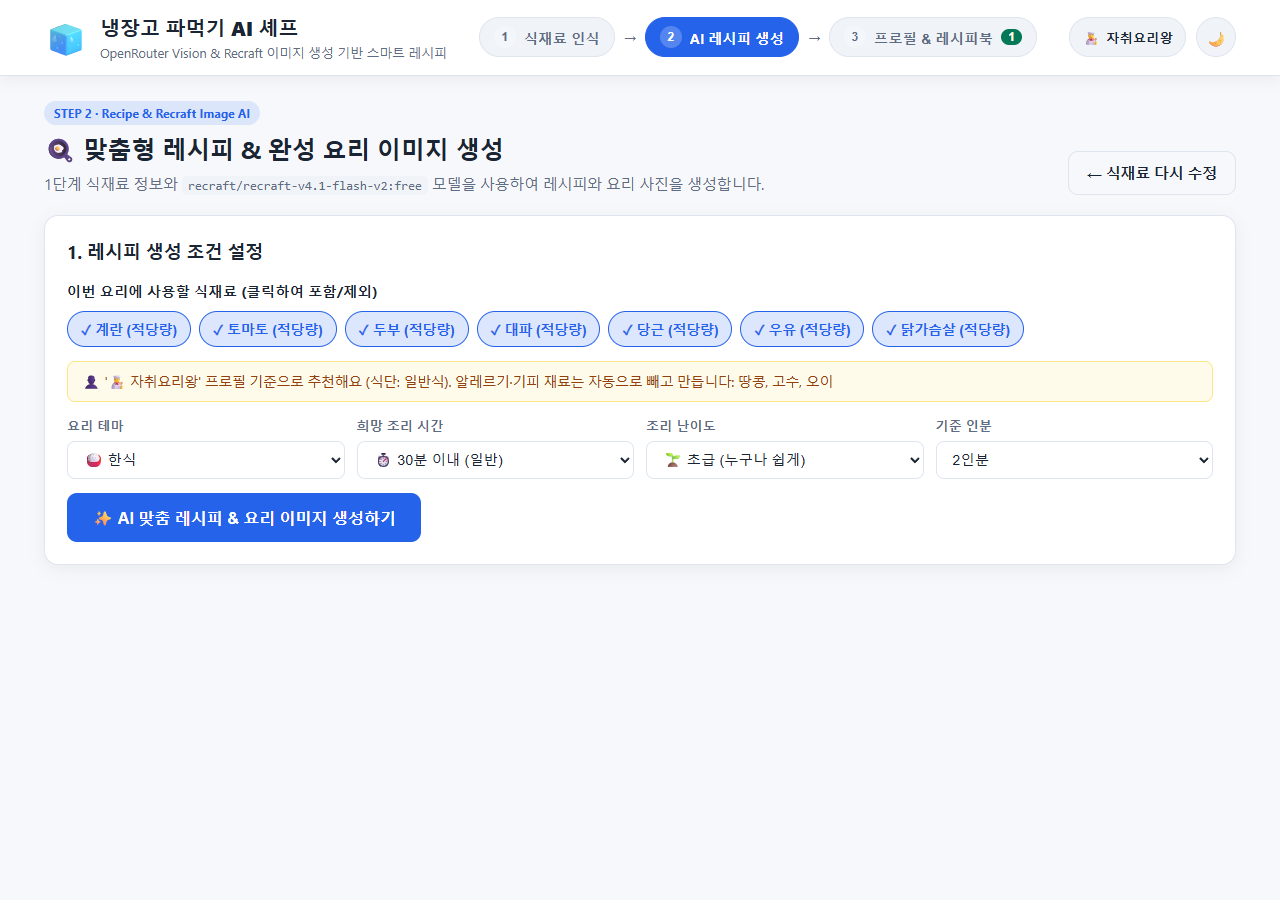 냉장고 파먹기 AI 셰프
OpenRouter Vision & Recraft 이미지 생성 기반 스마트 레시피
1 식재료 인식 → 2 AI 레시피 생성 → 3 프로필 & 레시피북 1
자취요리왕
STEP 2 · Recipe & Recraft Image AI
맞춤형 레시피 & 완성 요리 이미지 생성
1단계 식재료 정보와 recraft/recraft-v4.1-flash-v2:free 모델을 사용하여 레시피와 요리 사진을 생성합니다.
← 식재료 다시 수정
1. 레시피 생성 조건 설정
이번 요리에 사용할 식재료 (클릭하여 포함/제외)
✓ 계란 (적당량) ✓ 토마토 (적당량) ✓ 두부 (적당량) ✓ 대파 (적당량) ✓ 당근 (적당량) ✓ 우유 (적당량) ✓ 닭가슴살 (적당량)
👤 '👩‍🍳 자취요리왕' 프로필 기준으로 추천해요 (식단: 일반식). 알레르기·기피 재료는 자동으로 빼고 만듭니다: 땅콩, 고수, 오이
요리 테마 희망 조리 시간 조리 난이도 기준 인분
🍚 한식 ⏱️ 30분 이내 (일반) 🌱 초급 (누구나 쉽게) 2인분
✨ AI 맞춤 레시피 & 요리 이미지 생성하기